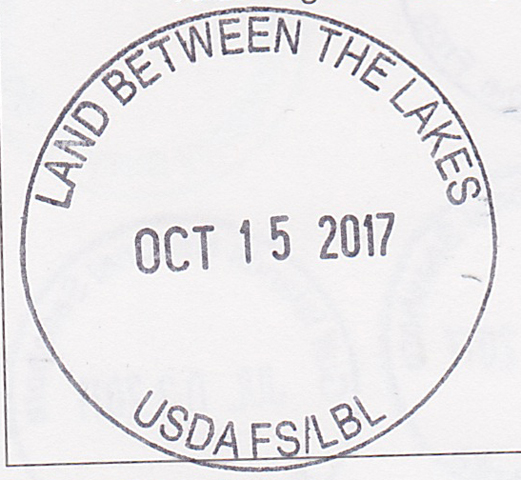 LAND BETWEEN THE LAKES
OCT 15 2017
USDA FS/LBL